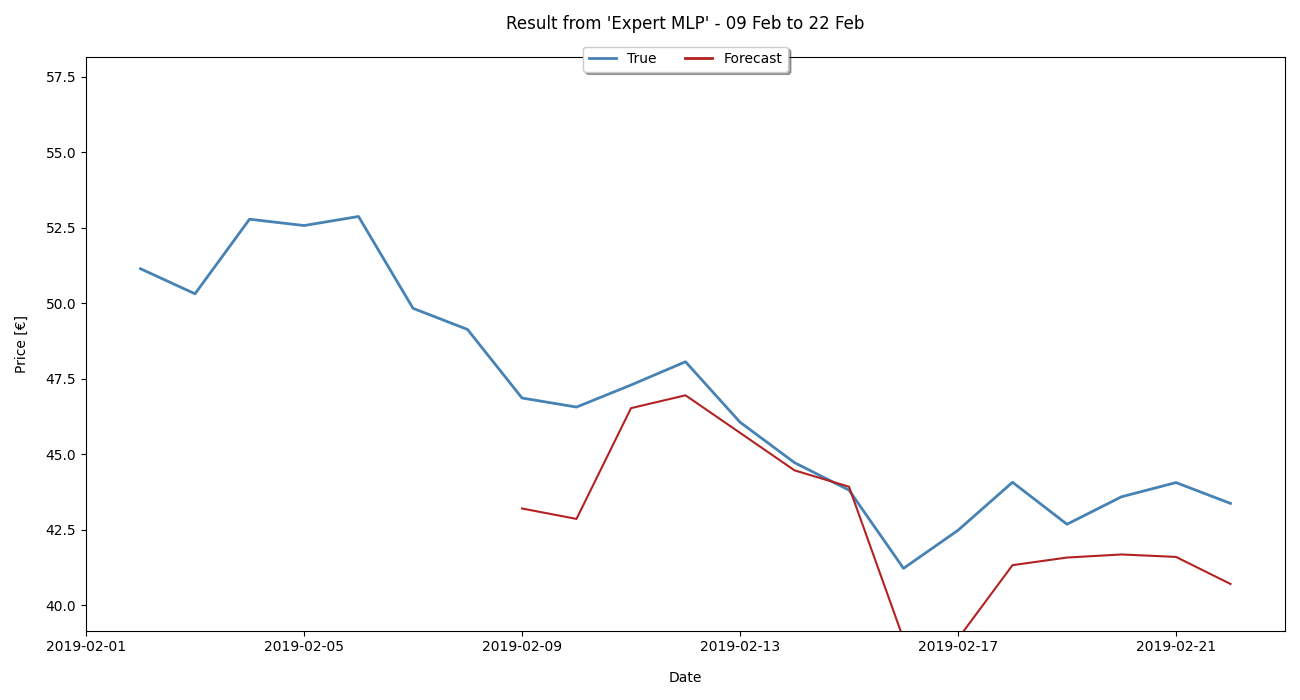 Result from 'Expert MLP' - 09 Feb to 22 Feb
True Forecast
57.5
55.0
52.5
50.0
47.5
45.0
42.5
40.0
Price [€]
2019-02-01 2019-02-05 2019-02-09 2019-02-13 2019-02-17 2019-02-21
Date